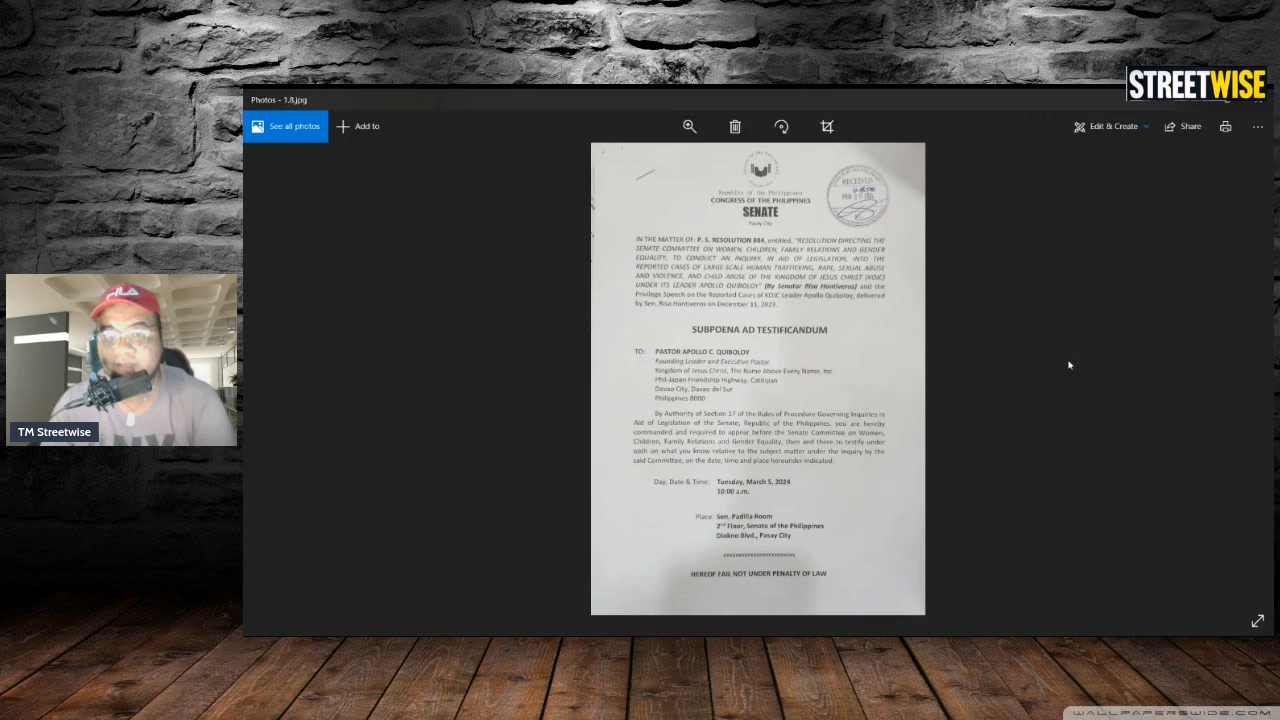 STREETWISE
Photos - 1.8.jpg
See all photos
Add to
Edit & Create
Share
Republic of the Philippines
CONGRESS OF THE PHILIPPINES
SENATE
Pasay City
RECEIVED
FEB 20
IN THE MATTER OF: P. S. RESOLUTION 884, entitled, "RESOLUTION DIRECTING THE
SENATE COMMITTEE ON WOMEN, CHILDREN, FAMILY RELATIONS AND GENDER
EQUALITY, TO CONDUCT AN INQUIRY, IN AID OF LEGISLATION, INTO THE
REPORTED CASES OF LARGE-SCALE HUMAN TRAFFICKING, RAPE, SEXUAL ABUSE
AND VIOLENCE, AND CHILD ABUSE OF THE KINGDOM OF JESUS CHRIST (KOJC)
UNDER ITS LEADER APOLLO QUIBOLOY" (By Senator Risa Hontiveros) and the
Privilege Speech on the Reported Cases of KOJC Leader Apollo Quiboloy, delivered
by Sen. Risa Hontiveros on December 11, 2023.
SUBPOENA AD TESTIFICANDUM
TO: PASTOR APOLLO C. QUIBOLOY
Founding Leader and Executive Pastor
Kingdom of Jesus Christ, The Name Above Every Name, Inc
Phil-Japan Friendship Highway, Catitipan
Davao City, Davao del Sur
Philippines 8000
By Authority of Section 17 of the Rules of Procedure Governing Inquiries in
Aid of Legislation of the Senate, Republic of the Philippines, you are hereby
commanded and required to appear before the Senate Committee on Women,
Children, Family Relations and Gender Equality, then and there to testify under
oath on what you know relative to the subject matter under the inquiry by the
said Committee, on the date, time and place hereunder indicated:
Day, Date & Time: Tuesday, March 5, 2024
10:00 a.m.
Place: Sen. Padilla Room
2nd Floor, Senate of the Philippines
Diokno Blvd., Pasay City
HEREOF FAIL NOT UNDER PENALTY OF LAW
FILA
TM Streetwise
WALLPAPERSWIDE.COM